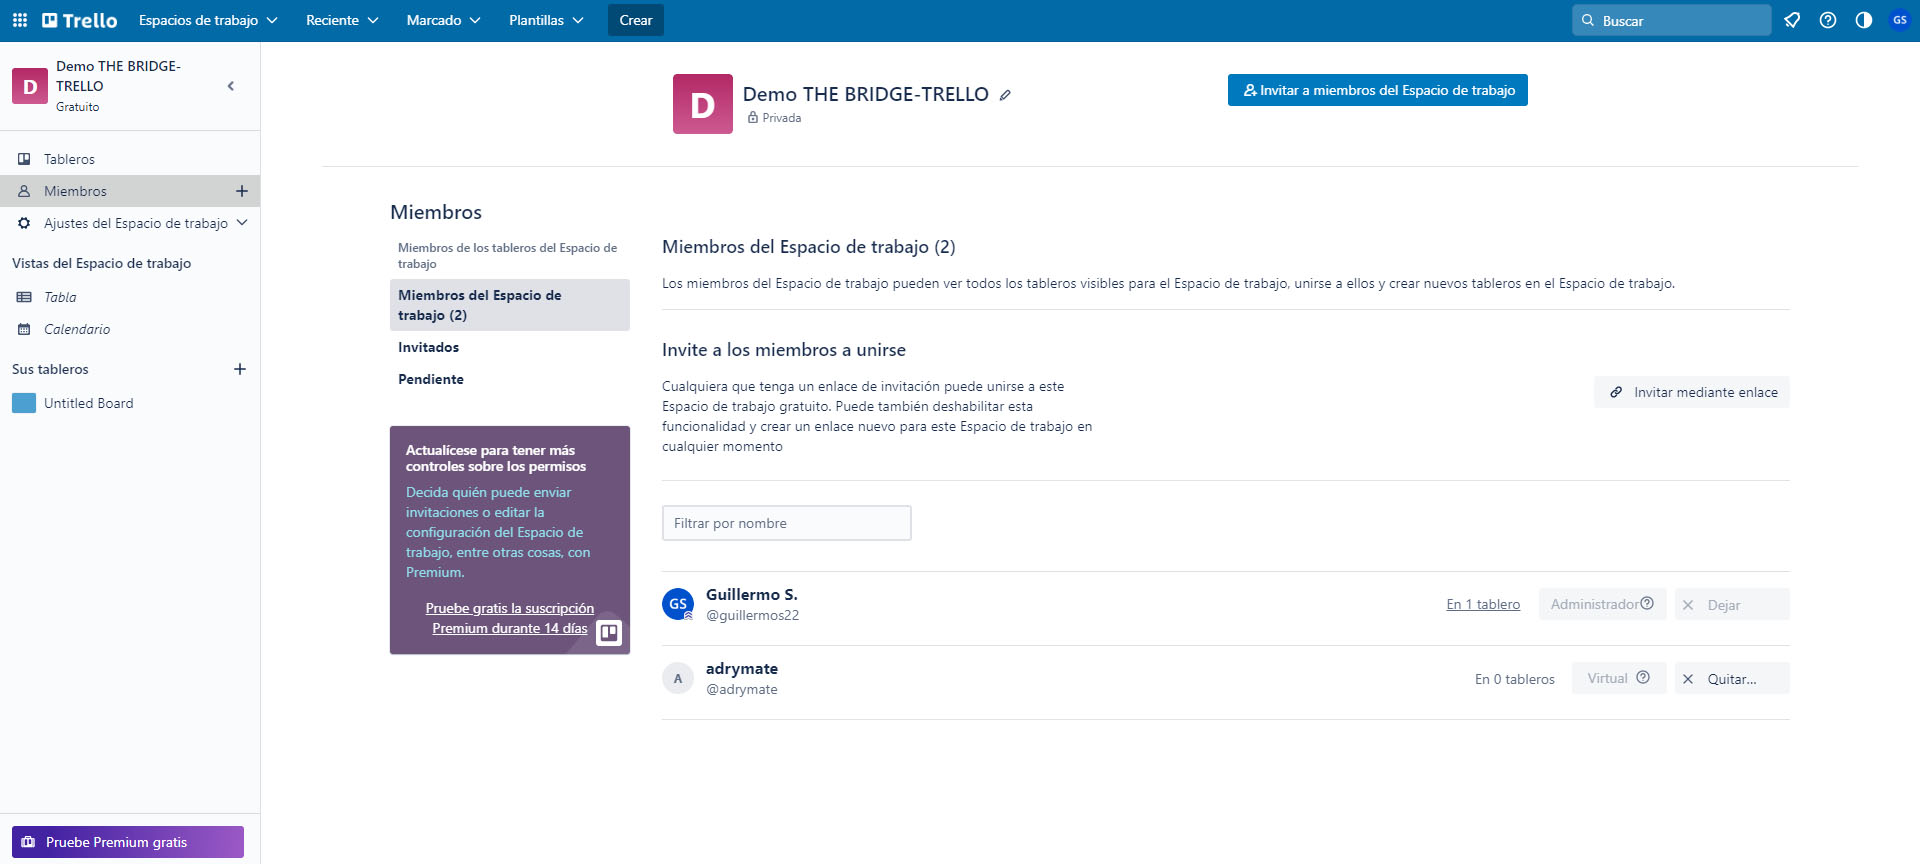 Trello
Espacios de trabajo
Reciente
Marcado
Plantillas
Crear
Buscar
GS
D
Demo THE BRIDGE-
TRELLO
Gratuito
Tableros
Miembros
Ajustes del Espacio de trabajo
Vistas del Espacio de trabajo
Tabla
Calendario
Sus tableros
Untitled Board
Pruebe Premium gratis
D
Demo THE BRIDGE-TRELLO
Privada
Invitar a miembros del Espacio de trabajo
Miembros
Miembros de los tableros del Espacio de
trabajo
Miembros del Espacio de
trabajo (2)
Invitados
Pendiente
Actualícese para tener más
controles sobre los permisos
Decida quién puede enviar
invitaciones o editar la
configuración del Espacio de
trabajo, entre otras cosas, con
Premium.
Pruebe gratis la suscripción
Premium durante 14 días
Miembros del Espacio de trabajo (2)
Los miembros del Espacio de trabajo pueden ver todos los tableros visibles para el Espacio de trabajo, unirse a ellos y crear nuevos tableros en el Espacio de trabajo.
Invite a los miembros a unirse
Cualquiera que tenga un enlace de invitación puede unirse a este
Espacio de trabajo gratuito. Puede también deshabilitar esta
funcionalidad y crear un enlace nuevo para este Espacio de trabajo en
cualquier momento
Invitar mediante enlace
Filtrar por nombre
GS
Guillermo S.
@guillermos22
En 1 tablero
Administrador
Dejar
A
adrymate
@adrymate
En 0 tableros
Virtual
Quitar...